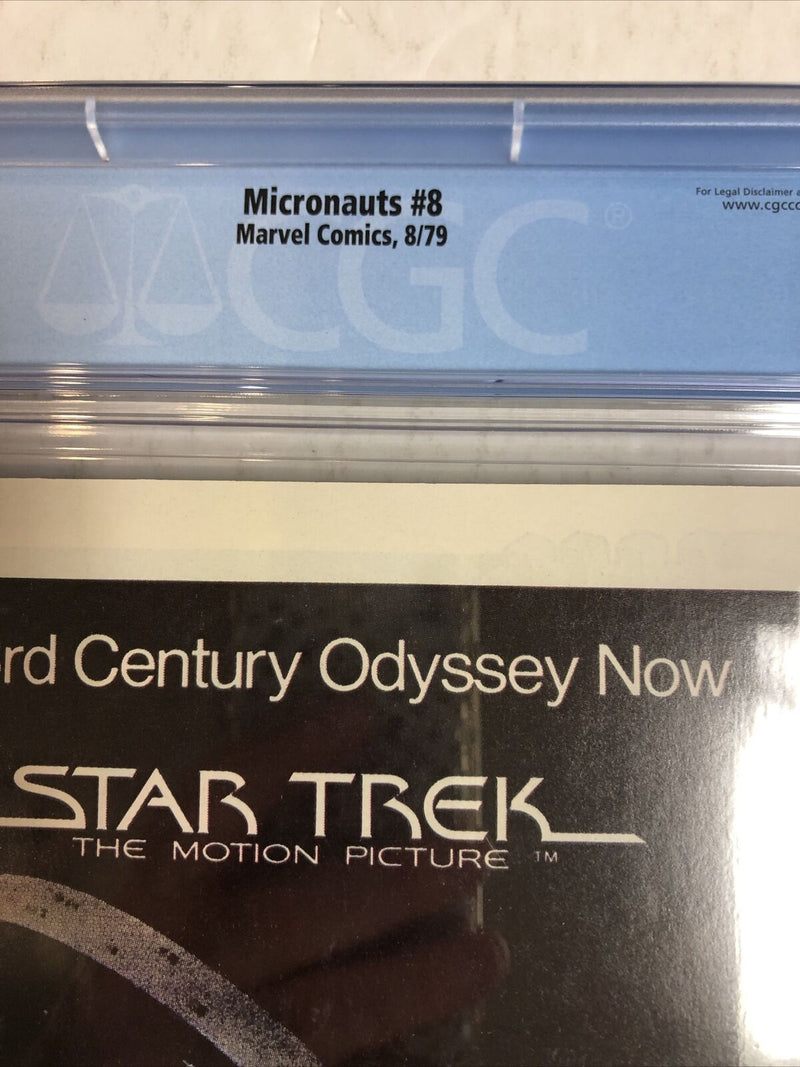 Micronauts #8
Marvel Comics, 8/79
For Legal Disclaimer
www.cgcc
CGC®
rd Century Odyssey Now
STAR TREK
THE MOTION PICTURE ™